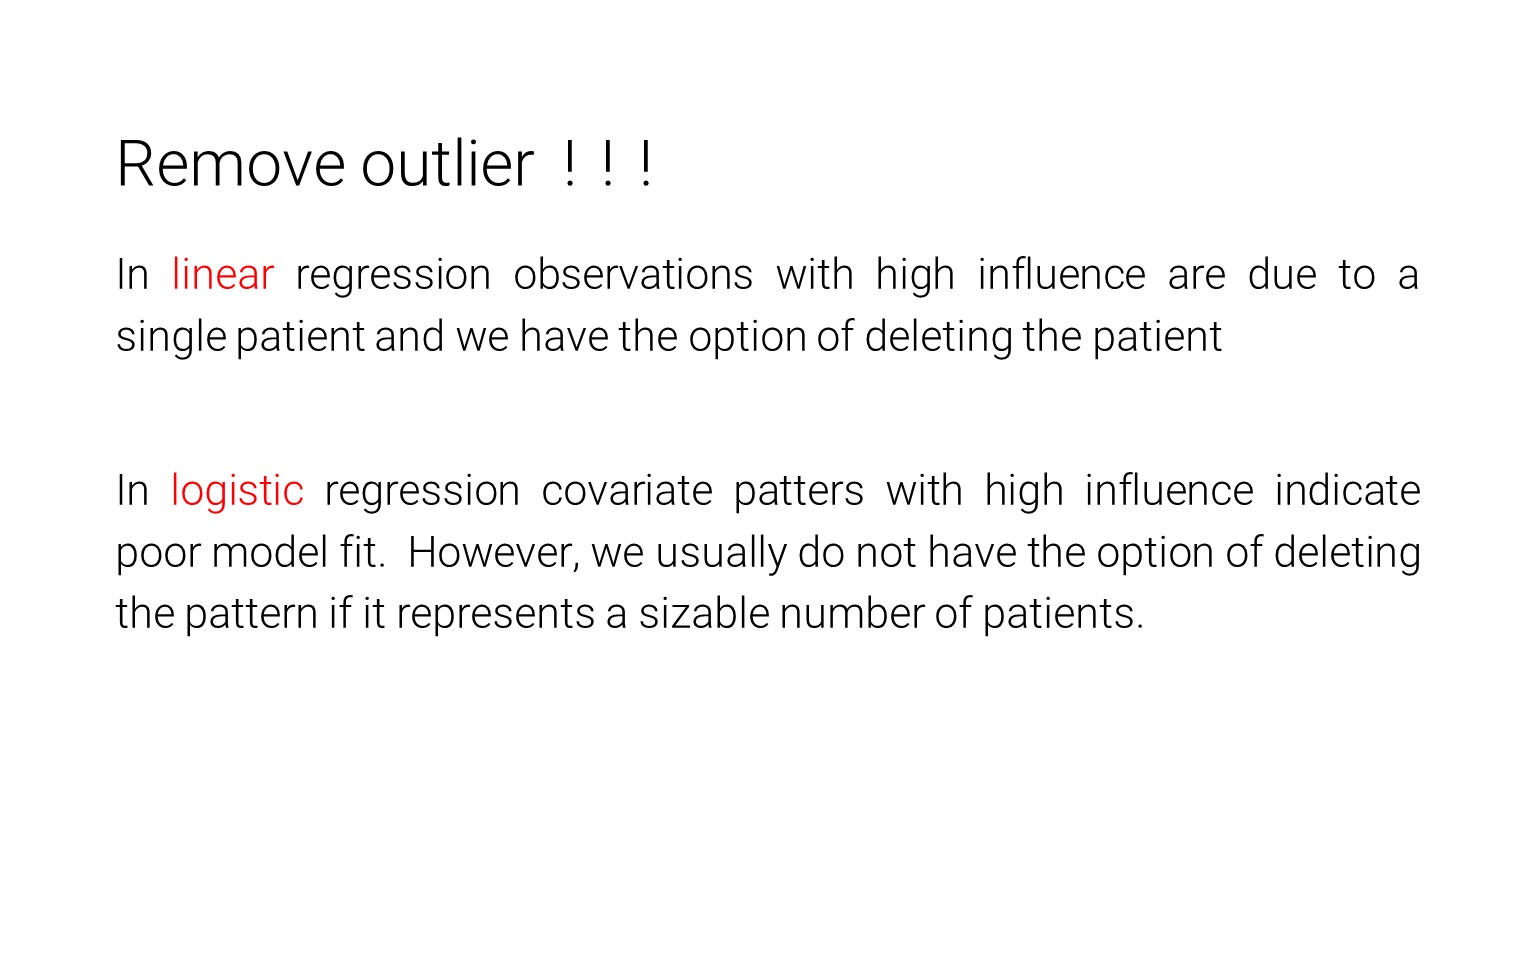 Remove outlier ! ! !
In linear regression observations with high influence are due to a
single patient and we have the option of deleting the patient
In logistic regression covariate patters with high influence indicate
poor model fit.  However, we usually do not have the option of deleting
the pattern if it represents a sizable number of patients.